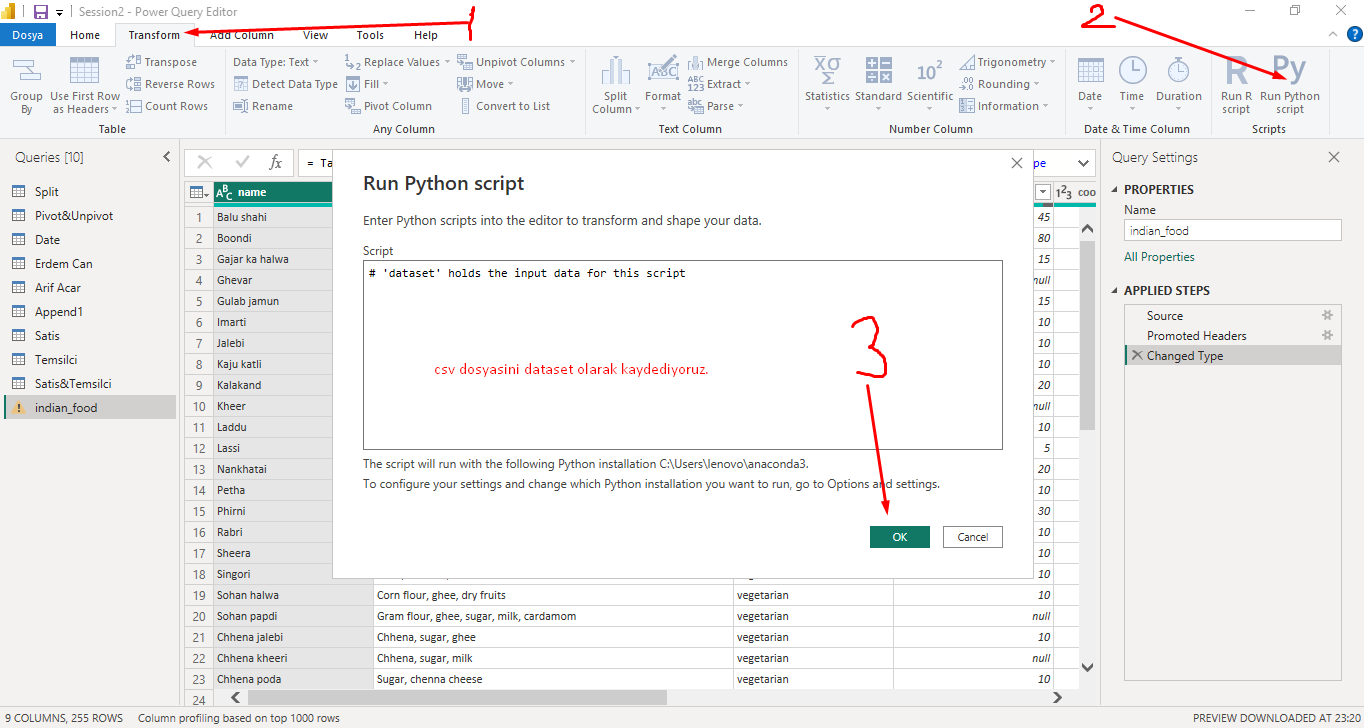 Session2 - Power Query Editor
1
2
Dosya Home Transform Add Column View Tools Help
Group By
Use First Row as Headers
Transpose
Reverse Rows
Count Rows
Table
Data Type: Text
Detect Data Type
Rename
Replace Values
Fill
Pivot Column
Unpivot Columns
Move
Convert to List
Any Column
Split Column
Format
ABC
Merge Columns
ABC 123 Extract
abc Parse
Text Column
Χσ Σ Statistics
Standard
10² Scientific
Trigonometry
.00 Rounding
Information
Number Column
Date
Time
Duration
Date & Time Column
R Run R script
Py Run Python script
Scripts
Queries [10]
Split
Pivot&Unpivot
Date
Erdem Can
Arif Acar
Append1
Satis
Temsilci
Satis&Temsilci
indian_food
fx = Ta
pe
ABC name
123 coo
1 Balu shahi 45
2 Boondi 80
3 Gajar ka halwa 15
4 Ghevar null
5 Gulab jamun 15
6 Imarti 10
7 Jalebi 10
8 Kaju katli 10
9 Kalakand 20
10 Kheer null
11 Laddu 10
12 Lassi 5
13 Nankhatai 20
14 Petha 10
15 Phirni 30
16 Rabri 10
17 Sheera 10
18 Singori 10
19 Sohan halwa Corn flour, ghee, dry fruits vegetarian 10
20 Sohan papdi Gram flour, ghee, sugar, milk, cardamom vegetarian null
21 Chhena jalebi Chhena, sugar, ghee vegetarian 10
22 Chhena kheeri Chhena, sugar, milk vegetarian null
23 Chhena poda Sugar, chenna cheese vegetarian 10
24
Run Python script
Enter Python scripts into the editor to transform and shape your data.
Script
# 'dataset' holds the input data for this script
3
csv dosyasini dataset olarak kaydediyoruz.
The script will run with the following Python installation C:\Users\lenovo\anaconda3.
To configure your settings and change which Python installation you want to run, go to Options and settings.
OK Cancel
Query Settings
PROPERTIES
Name
indian_food
All Properties
APPLIED STEPS
Source
Promoted Headers
Changed Type
9 COLUMNS, 255 ROWS Column profiling based on top 1000 rows
PREVIEW DOWNLOADED AT 23:20